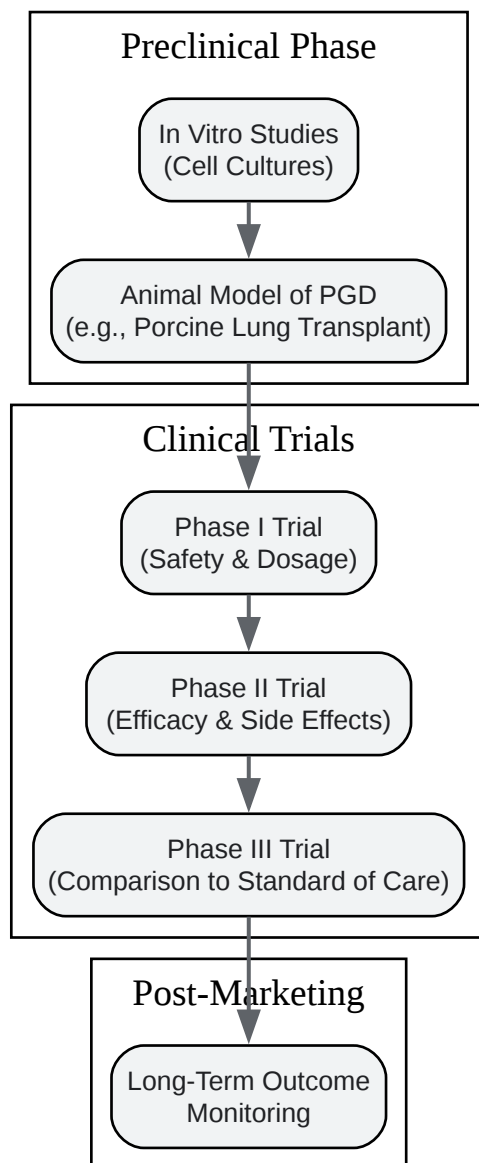 Preclinical Phase
In Vitro Studies
(Cell Cultures)
Animal Model of PGD
(e.g., Porcine Lung Transplant)
Clinical Trials
Phase I Trial
(Safety & Dosage)
Phase II Trial
(Efficacy & Side Effects)
Phase III Trial
(Comparison to Standard of Care)
Post-Marketing
Long-Term Outcome
Monitoring